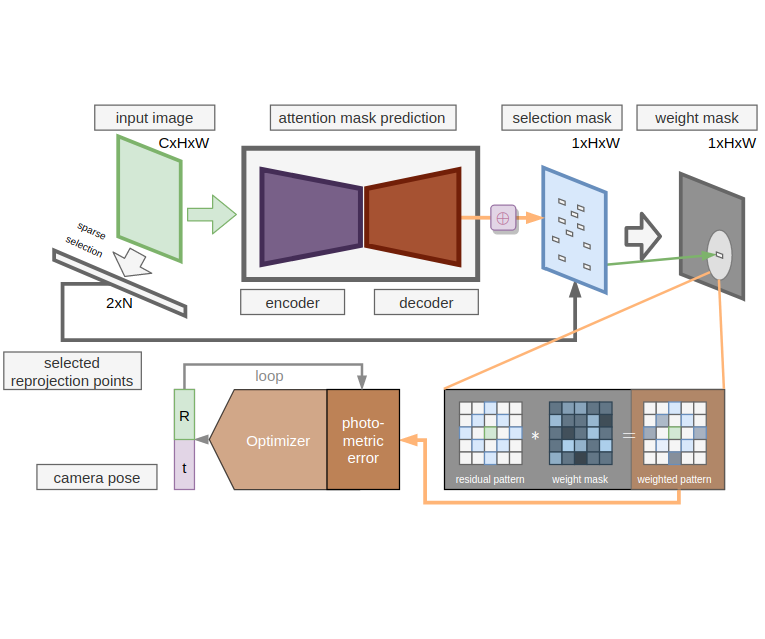 input image
attention mask prediction
selection mask
weight mask
CxHxW
1xHxW
1xHxW
sparse
selection
2xN
encoder
decoder
selected
reprojection points
loop
R
t
Optimizer
photo-
metric
error
camera pose
*
=
residual pattern
weight mask
weighted pattern